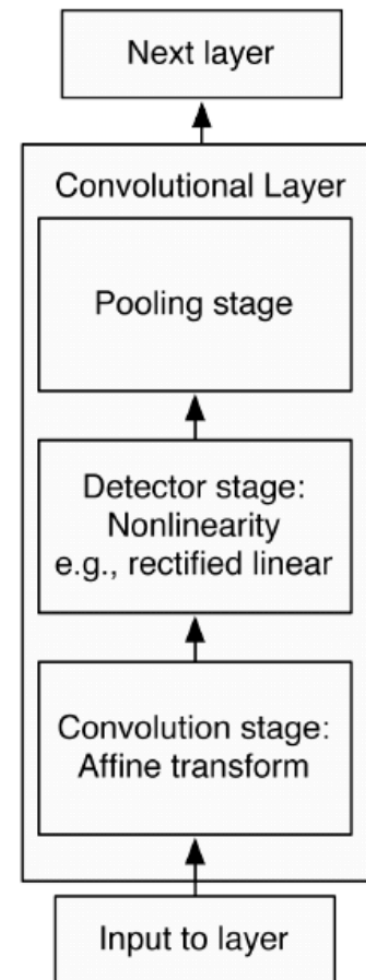 Next layer
Convolutional Layer
Pooling stage
Detector stage:
Nonlinearity
e.g., rectified linear
Convolution stage:
Affine transform
Input to layer